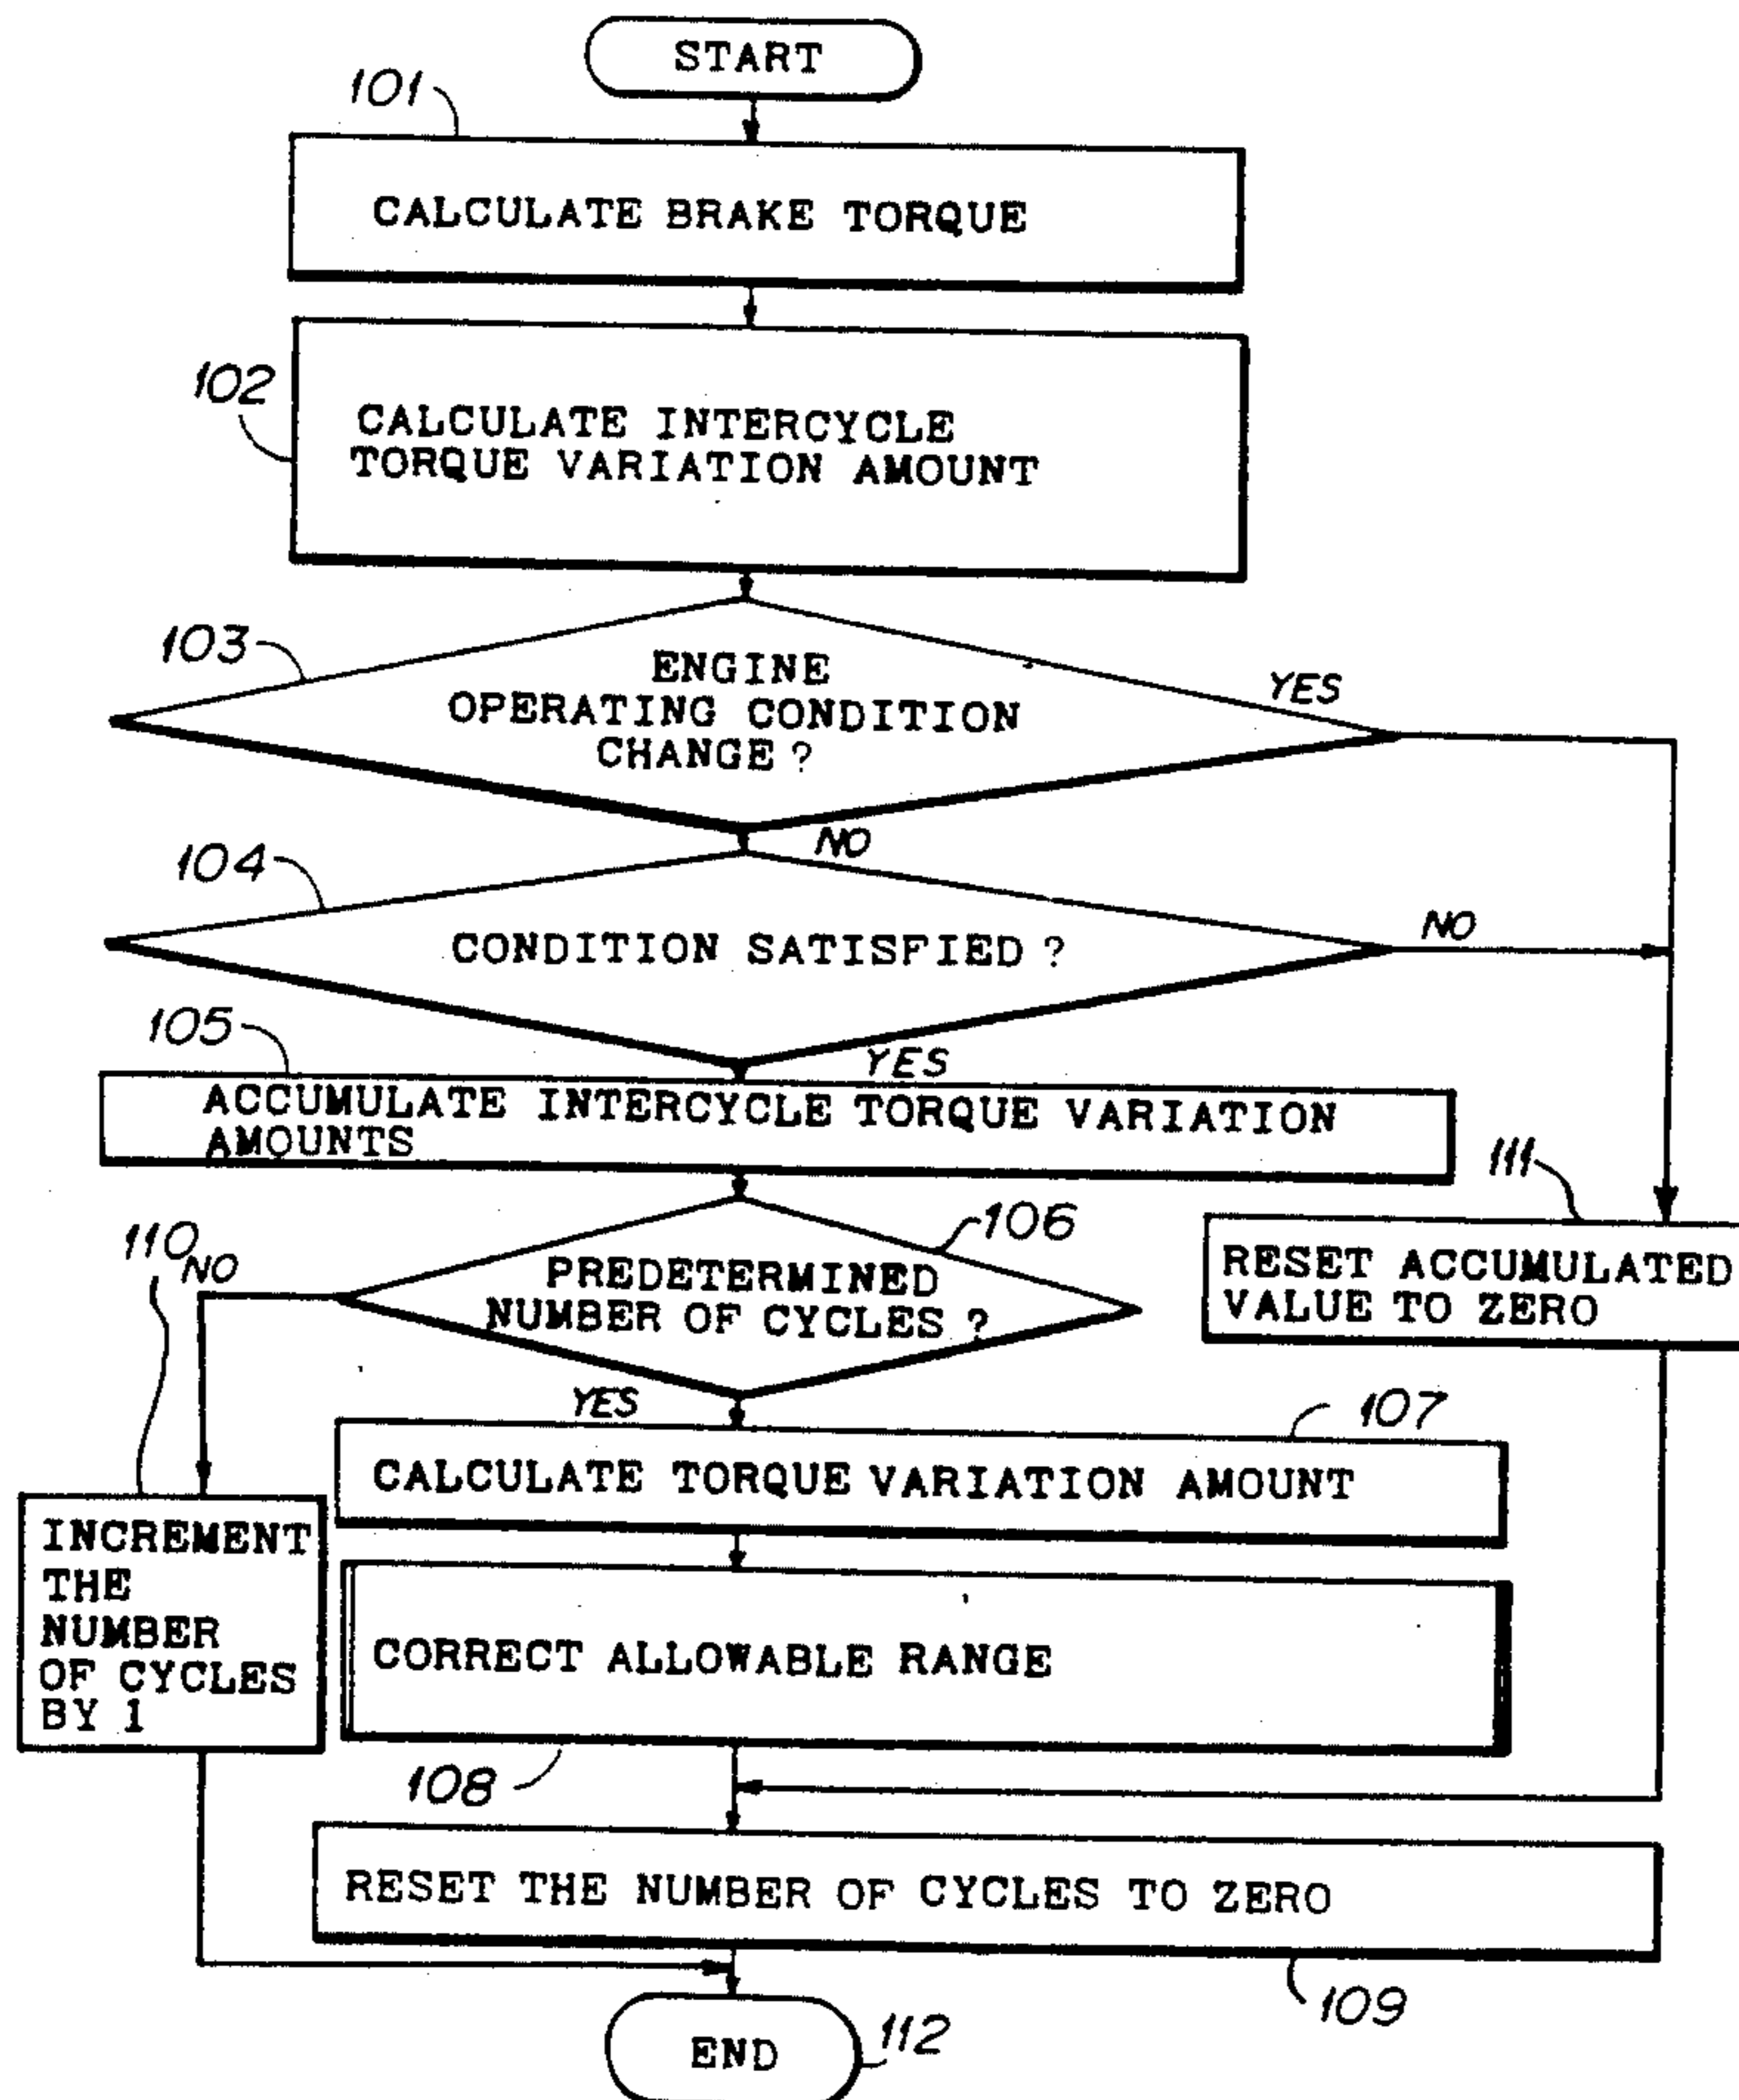 START
101
CALCULATE BRAKE TORQUE
102
CALCULATE INTERCYCLE
TORQUE VARIATION AMOUNT
103
ENGINE
OPERATING CONDITION
CHANGE ?
YES
NO
104
CONDITION SATISFIED ?
NO
YES
105
ACCUMULATE INTERCYCLE TORQUE VARIATION
AMOUNTS
106
PREDETERMINED
NUMBER OF CYCLES ?
110
NO
YES
111
RESET ACCUMULATED
VALUE TO ZERO
107
CALCULATE TORQUE VARIATION AMOUNT
INCREMENT
THE
NUMBER
OF CYCLES
BY 1
CORRECT ALLOWABLE RANGE
108
RESET THE NUMBER OF CYCLES TO ZERO
109
END
112